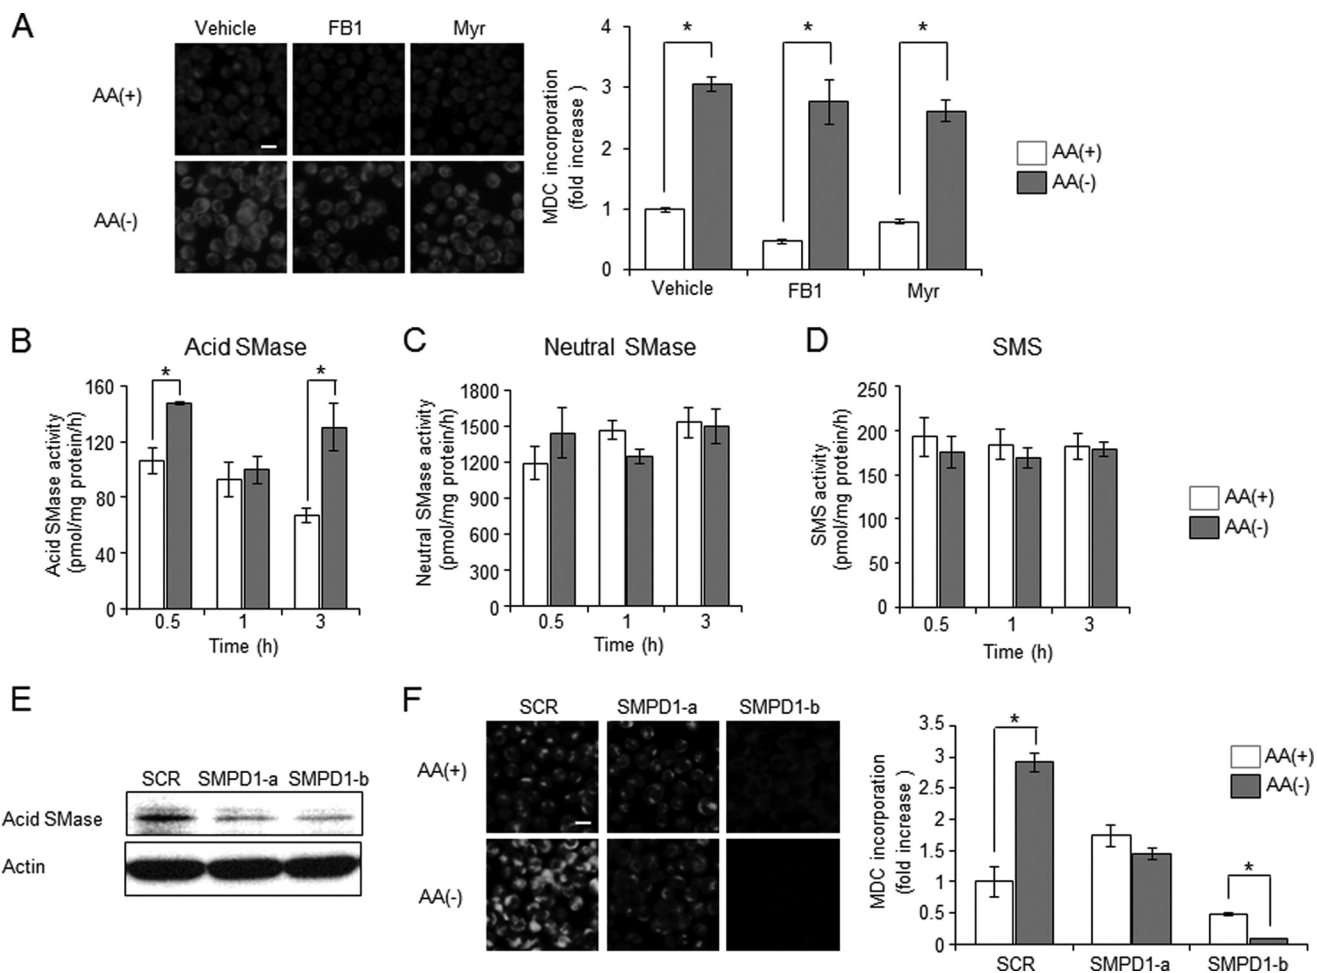 A
Vehicle FB1 Myr
AA(+)
AA(-)
MDC incorporation
(fold increase )
4
3
2
1
0
* * *
Vehicle FB1 Myr
AA(+)
AA(-)
B
Acid SMase
Acid SMase activity
(pmol/mg protein/h)
160
120
80
40
0
* *
0.5 1 3
Time (h)
C
Neutral SMase
Neutral SMase activity
(pmol/mg protein/h)
1800
1500
1200
900
600
300
0
0.5 1 3
Time (h)
D
SMS
SMS activity
(pmol/mg protein/h)
250
200
150
100
50
0
0.5 1 3
Time (h)
AA(+)
AA(-)
E
SCR SMPD1-a SMPD1-b
Acid SMase
Actin
F
SCR SMPD1-a SMPD1-b
AA(+)
AA(-)
MDC incorporation
(fold increase )
3.5
3
2.5
2
1.5
1
0.5
0
* *
SCR SMPD1-a SMPD1-b
AA(+)
AA(-)